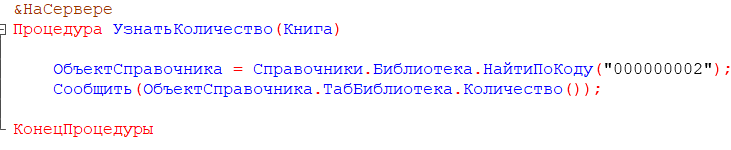 &НаСервере
Процедура УзнатьКоличество(Книга)
ОбъектСправочника = Справочники.Библиотека.НайтиПоКоду("000000002");
Сообщить(ОбъектСправочника.ТабБиблиотека.Количество());
КонецПроцедуры